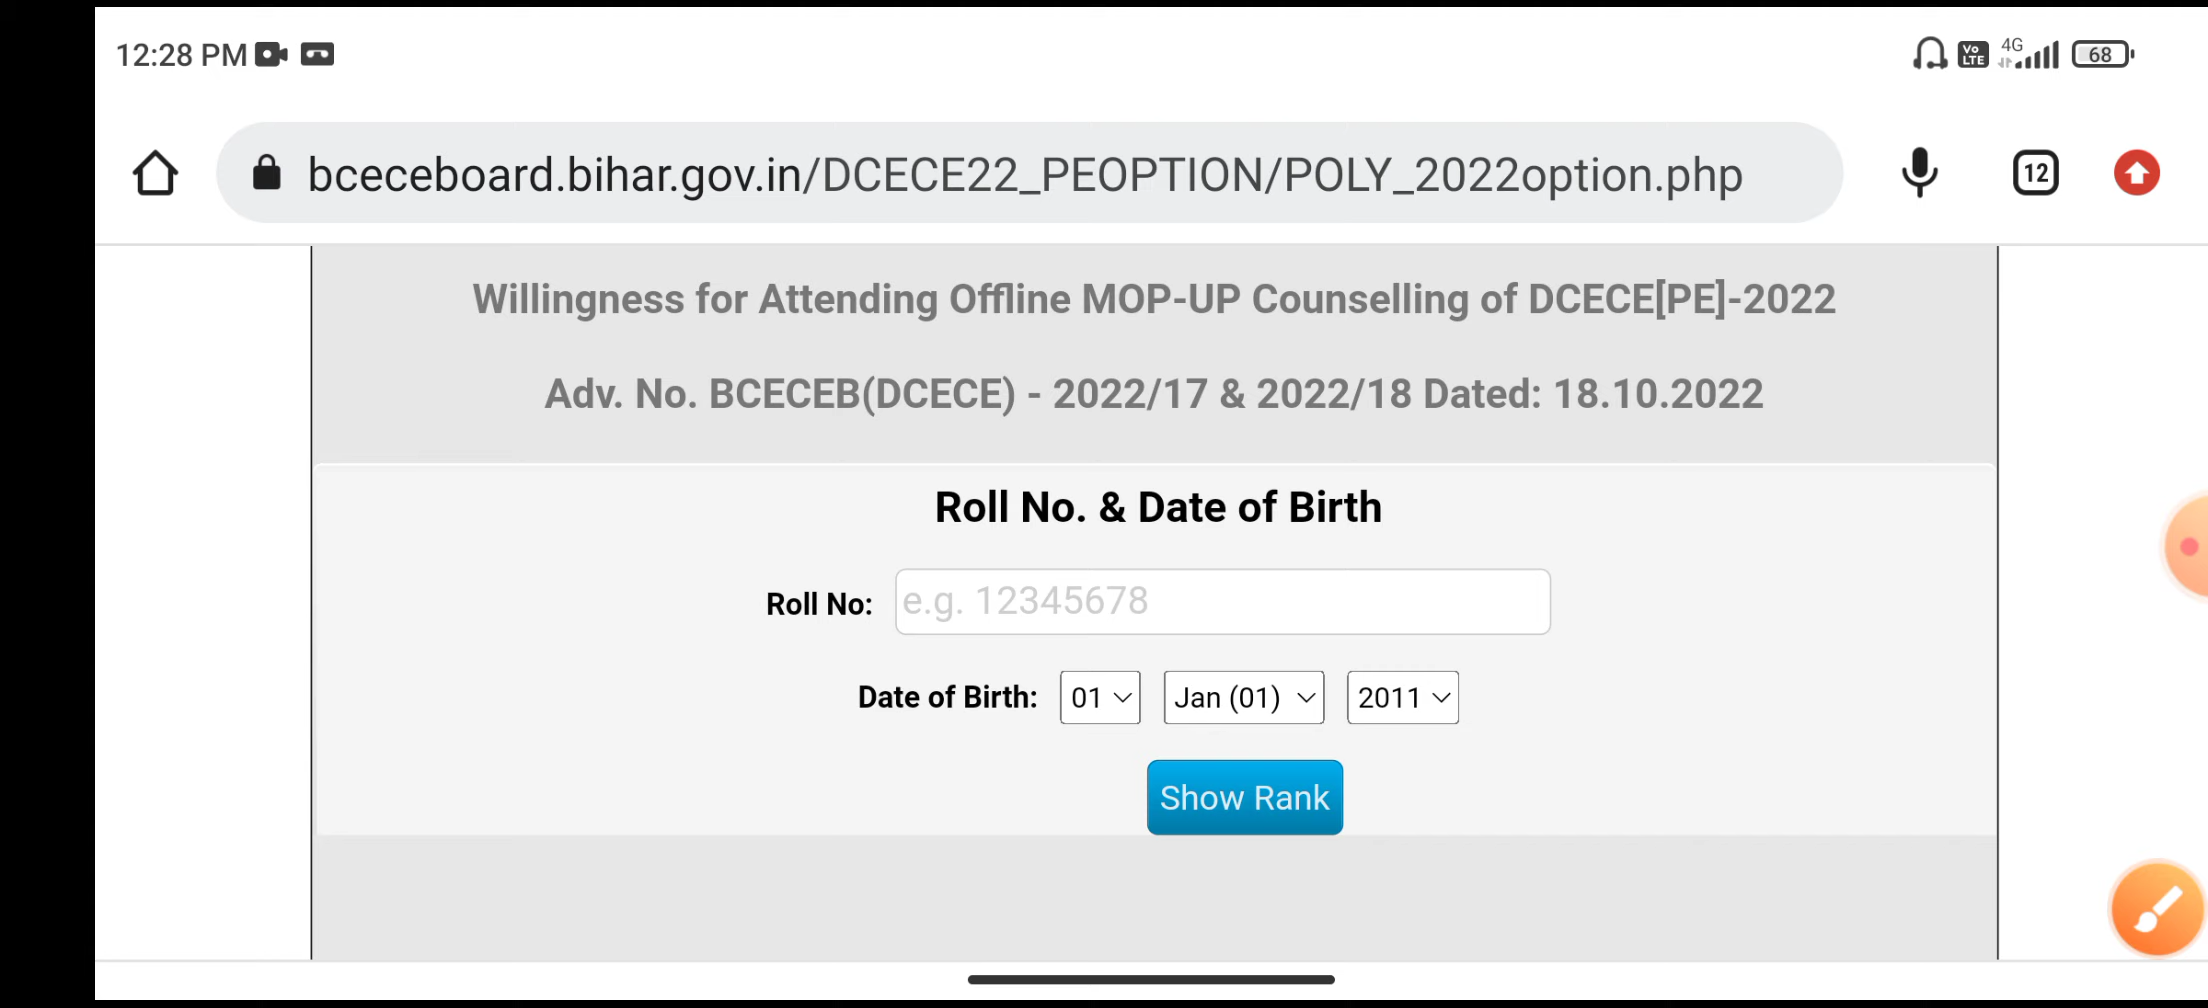 12:28 PM
Vo LTE 4G 68
bceceboard.bihar.gov.in/DCECE22_PEOPTION/POLY_2022option.php
12
Willingness for Attending Offline MOP-UP Counselling of DCECE[PE]-2022
Adv. No. BCECEB(DCECE) - 2022/17 & 2022/18 Dated: 18.10.2022
Roll No. & Date of Birth
Roll No: e.g. 12345678
Date of Birth: 01 Jan (01) 2011
Show Rank